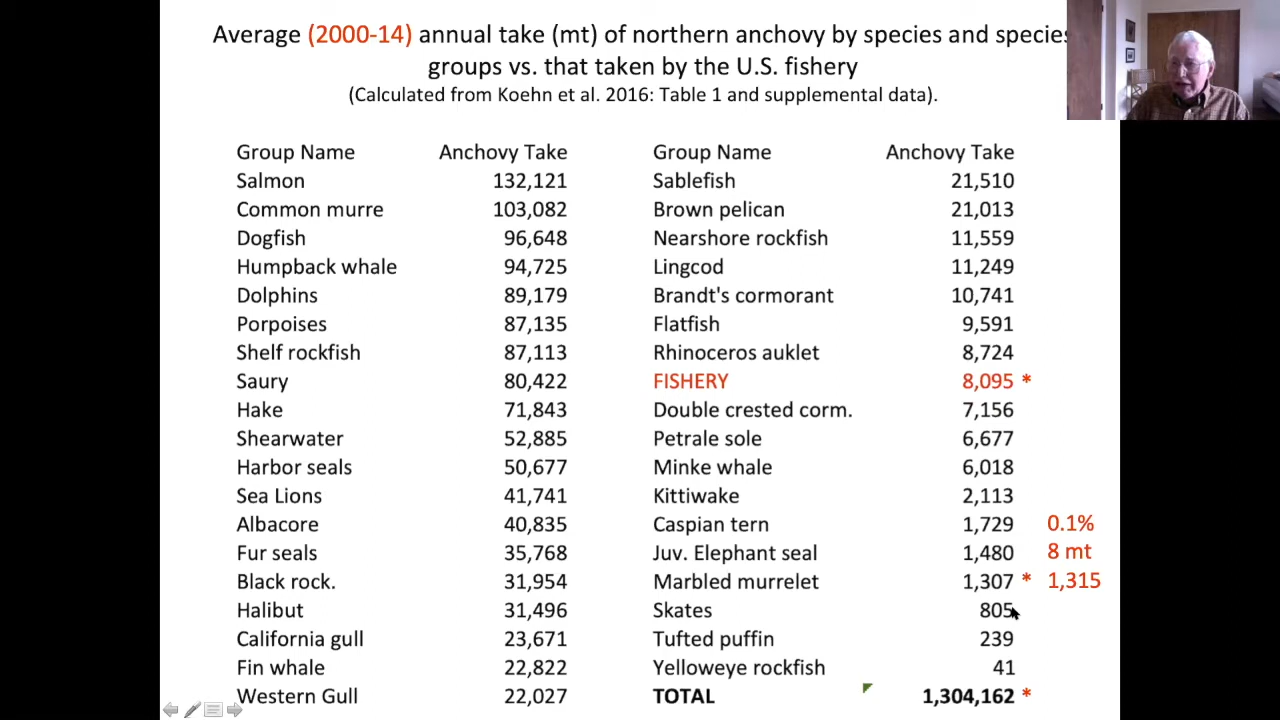 Average (2000-14) annual take (mt) of northern anchovy by species and species
groups vs. that taken by the U.S. fishery
(Calculated from Koehn et al. 2016: Table 1 and supplemental data).
Group Name Anchovy Take Group Name Anchovy Take
Salmon 132,121 Sablefish 21,510
Common murre 103,082 Brown pelican 21,013
Dogfish 96,648 Nearshore rockfish 11,559
Humpback whale 94,725 Lingcod 11,249
Dolphins 89,179 Brandt's cormorant 10,741
Porpoises 87,135 Flatfish 9,591
Shelf rockfish 87,113 Rhinoceros auklet 8,724
Saury 80,422 FISHERY 8,095 *
Hake 71,843 Double crested corm. 7,156
Shearwater 52,885 Petrale sole 6,677
Harbor seals 50,677 Minke whale 6,018
Sea Lions 41,741 Kittiwake 2,113
Albacore 40,835 Caspian tern 1,729 0.1%
Fur seals 35,768 Juv. Elephant seal 1,480 8 mt
Black rock. 31,954 Marbled murrelet 1,307 * 1,315
Halibut 31,496 Skates 805
California gull 23,671 Tufted puffin 239
Fin whale 22,822 Yelloweye rockfish 41
Western Gull 22,027 TOTAL 1,304,162 *